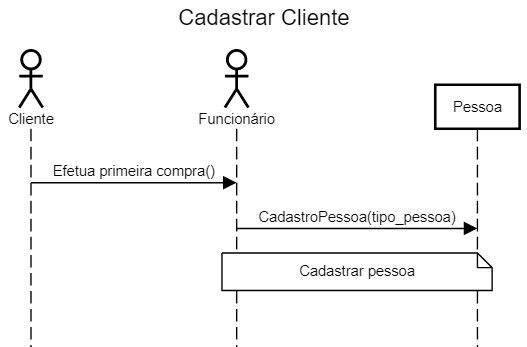 Cadastrar Cliente
Cliente
Funcionário
Pessoa
Efetua primeira compra()
CadastroPessoa(tipo_pessoa)
Cadastrar pessoa